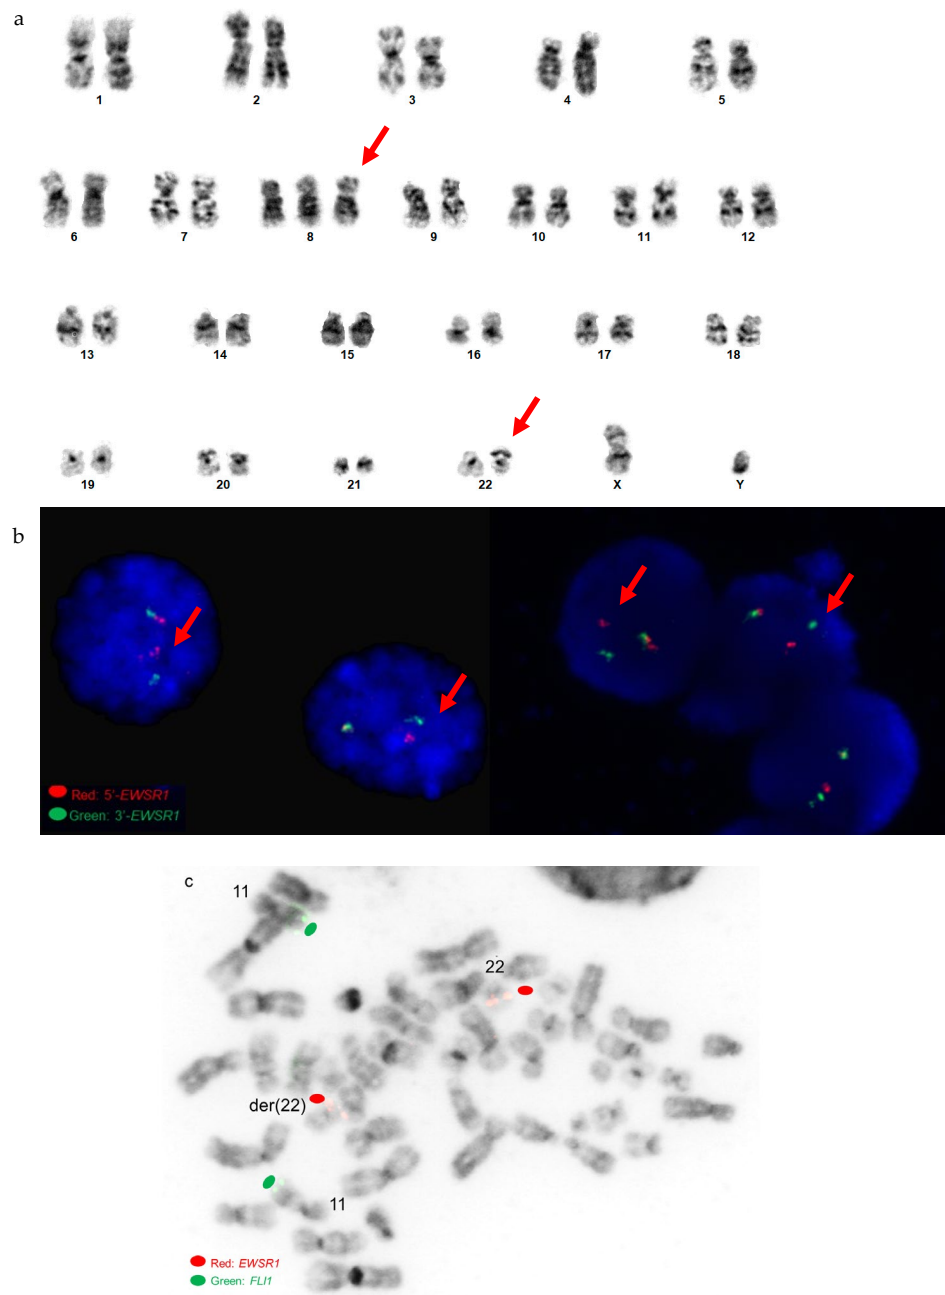 a
1 2 3 4 5
6 7 8 9 10 11 12
13 14 15 16 17 18
19 20 21 22 X Y
b
Red: 5'-EWSR1
Green: 3'-EWSR1
c
11
22
der(22)
11
Red: EWSR1
Green: FLI1